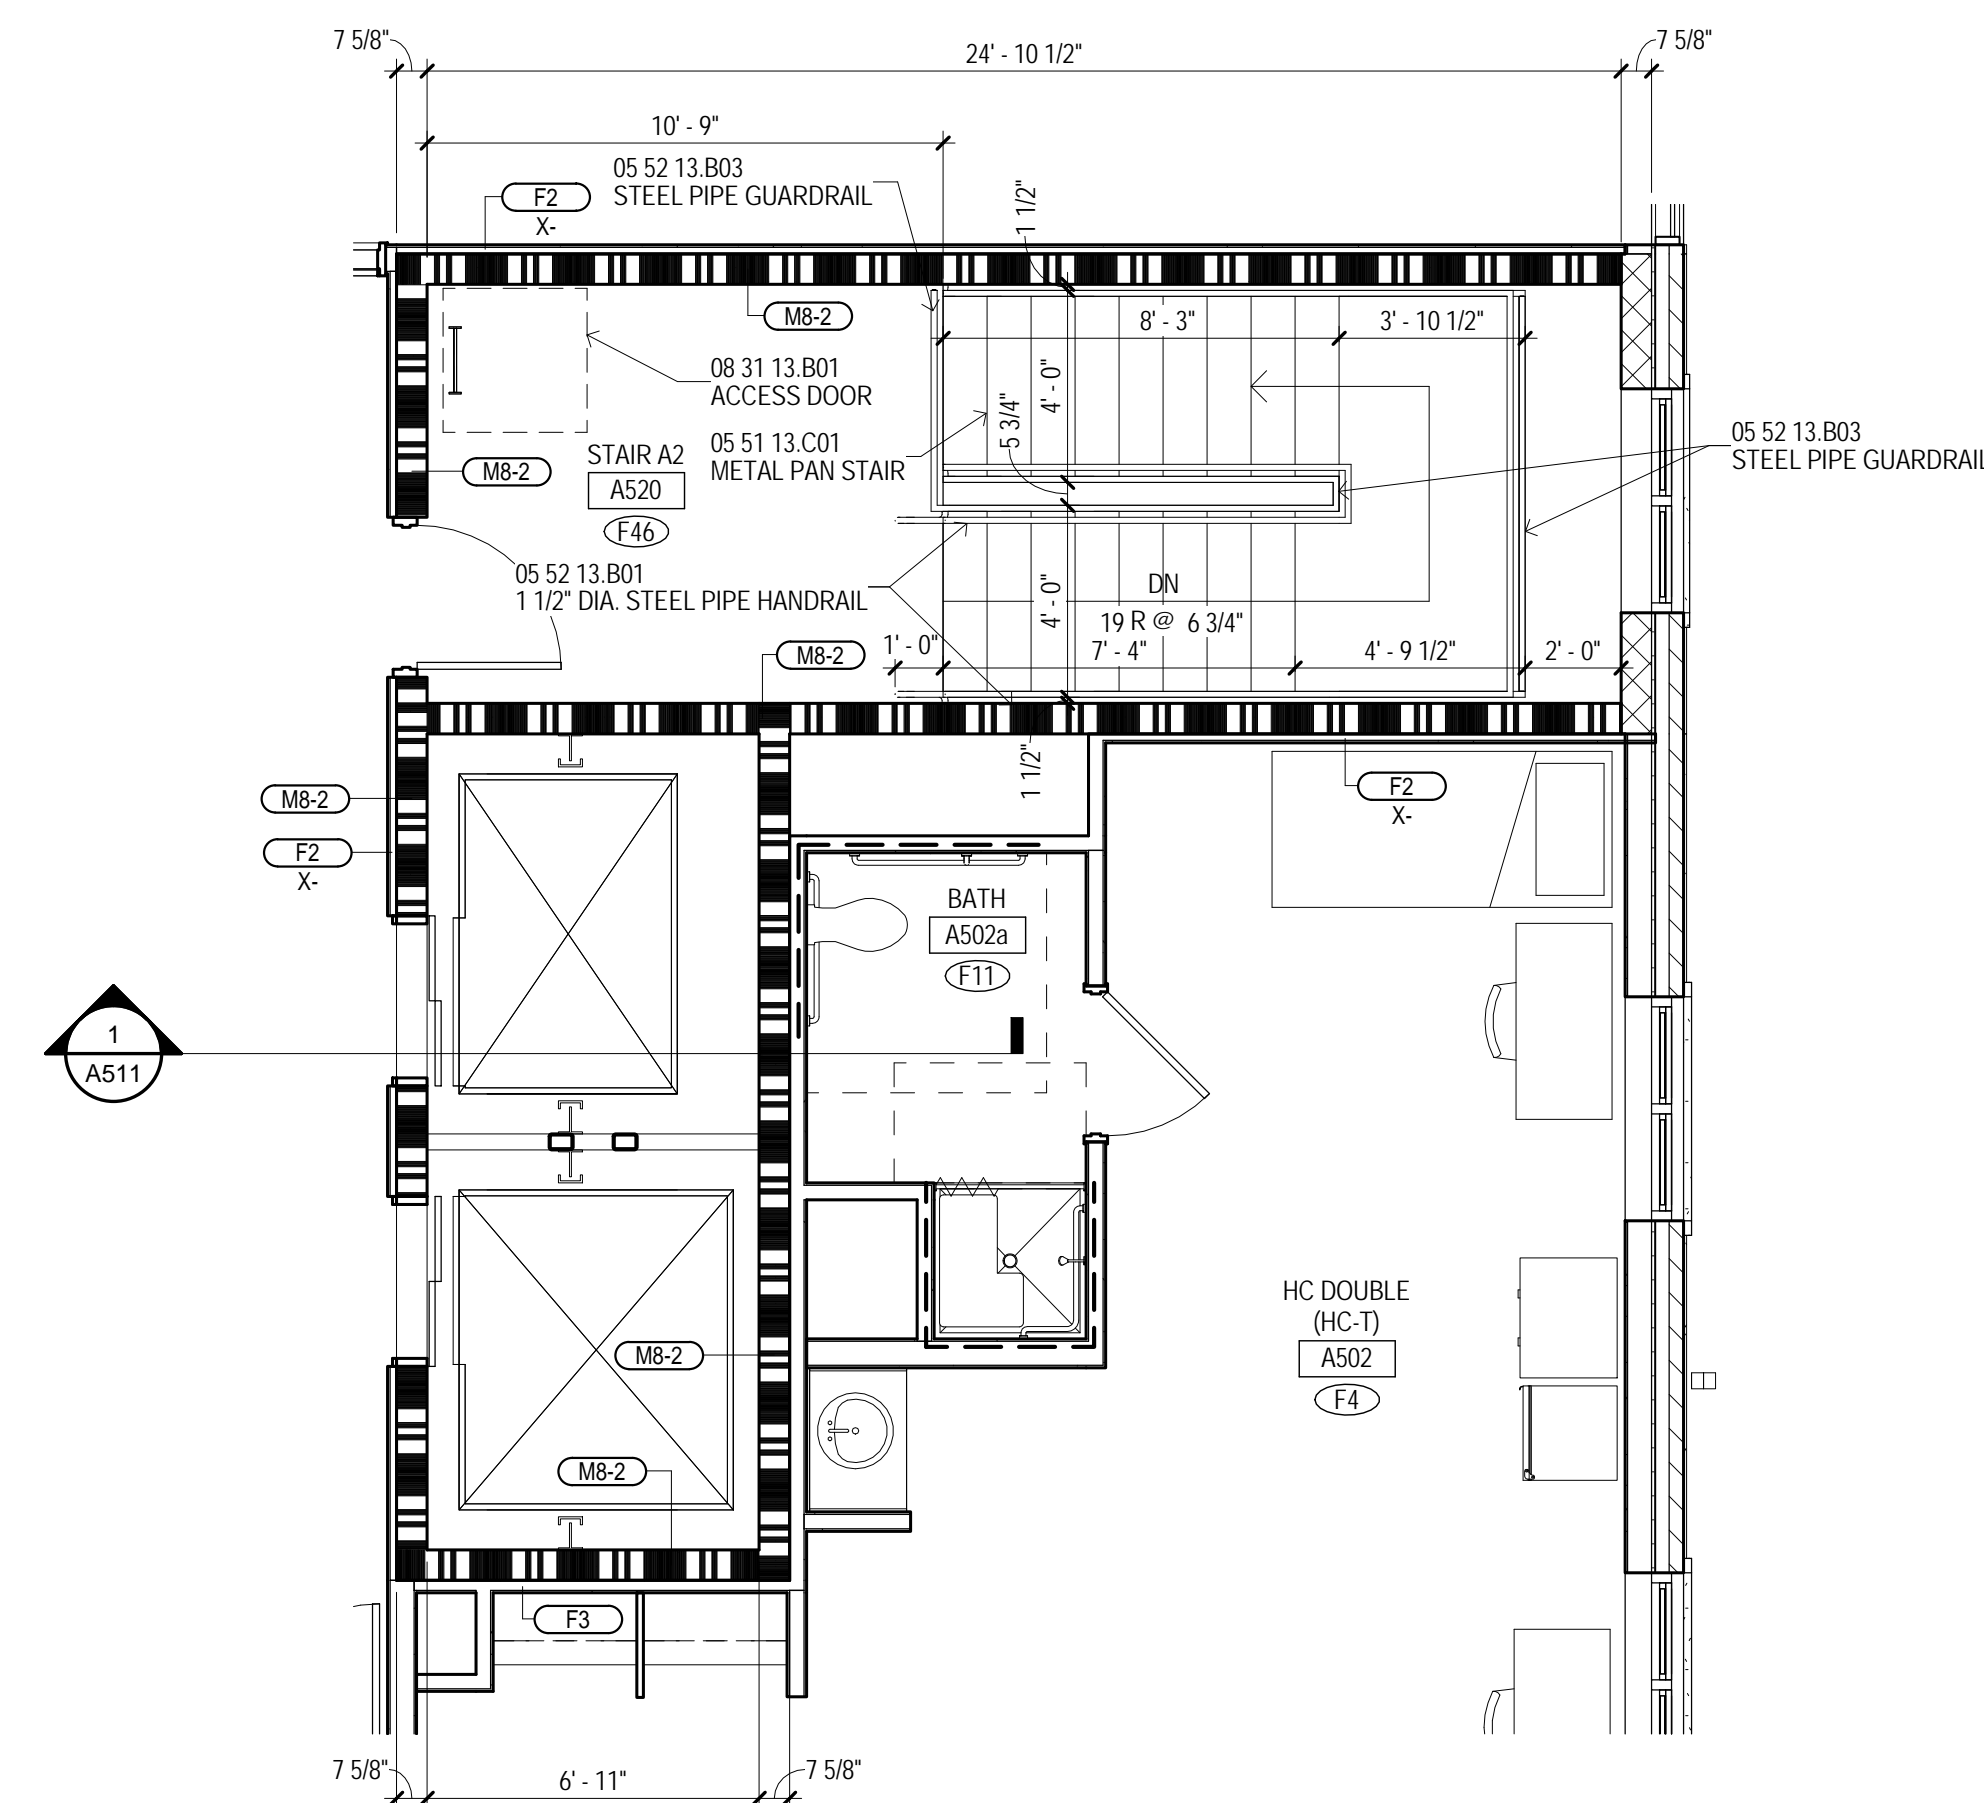 7 5/8"
24' - 10 1/2"
7 5/8"
10' - 9"
05 52 13.B03
STEEL PIPE GUARDRAIL
F2
X-
1 1/2"
M8-2
8' - 3"
3' - 10 1/2"
08 31 13.B01
ACCESS DOOR
4' - 0"
5 3/4"
05 51 13.C01
METAL PAN STAIR
05 52 13.B03
STEEL PIPE GUARDRAIL
STAIR A2
A520
F46
M8-2
05 52 13.B01
1 1/2" DIA. STEEL PIPE HANDRAIL
DN
19 R @ 6 3/4"
4' - 0"
1' - 0"
7' - 4"
4' - 9 1/2"
2' - 0"
M8-2
1 1/2"
M8-2
F2
X-
F2
X-
BATH
A502a
F11
1
A511
HC DOUBLE
(HC-T)
A502
F4
M8-2
M8-2
F3
7 5/8"
6' - 11"
7 5/8"